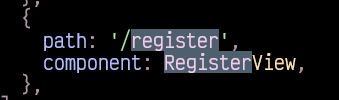 },
{
path: '/register',
component: RegisterView,
},